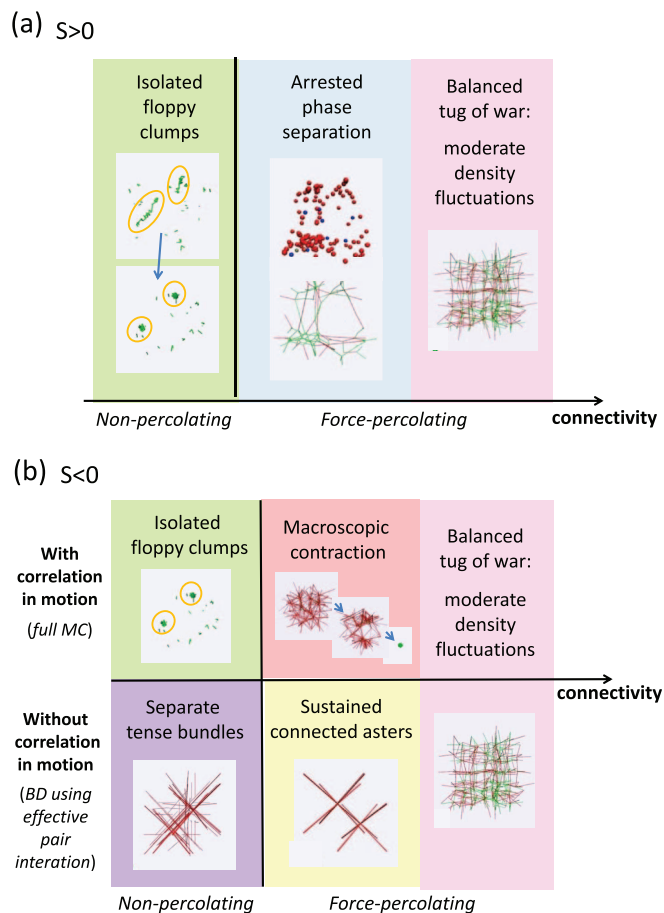 (a) S>0
Isolated
floppy
clumps
Arrested
phase
separation
Balanced
tug of war:
moderate
density
fluctuations
Non-percolating
Force-percolating
connectivity
(b) S<0
With
correlation
in motion
(full MC)
Isolated
floppy clumps
Macroscopic
contraction
Balanced
tug of war:
moderate
density
fluctuations
connectivity
Without
correlation
in motion
(BD using
effective
pair
interation)
Separate
tense bundles
Sustained
connected asters
Non-percolating
Force-percolating